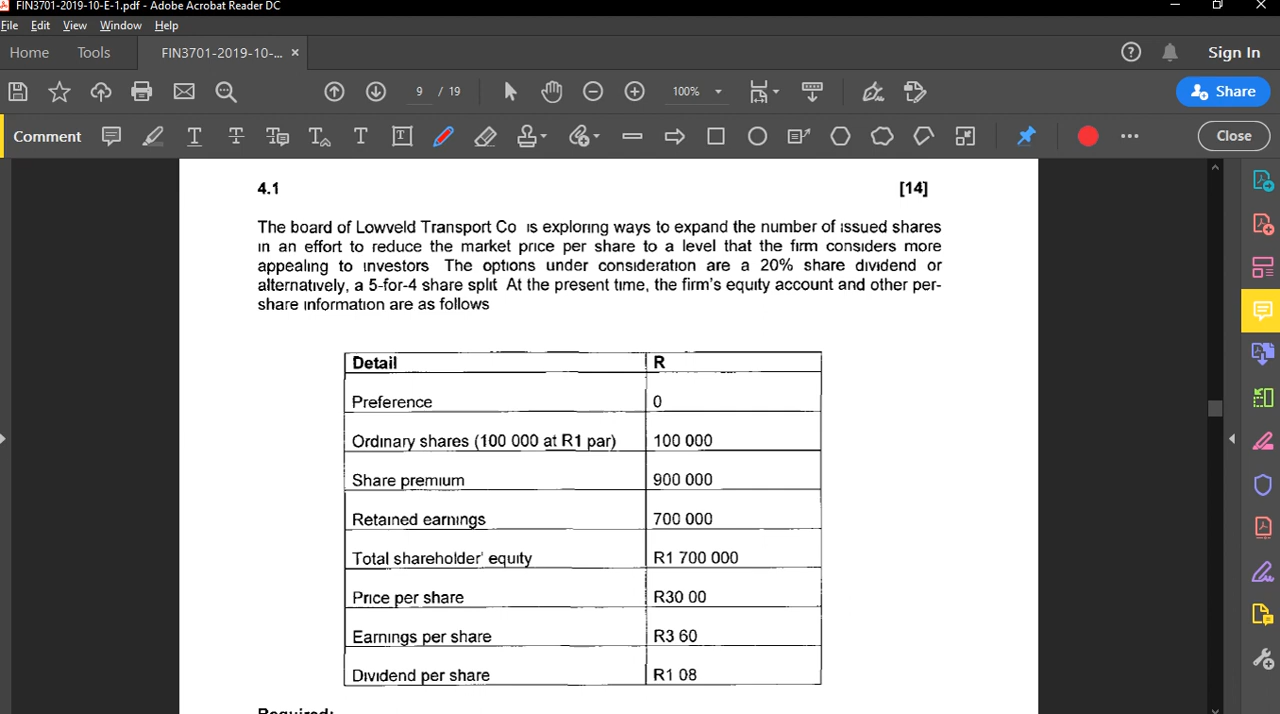 FIN3701-2019-10-E-1.pdf - Adobe Acrobat Reader DC
File Edit View Window Help
Home Tools FIN3701-2019-10-... × Sign In
9 / 19 100% Share
Comment Close
4.1 [14]
The board of Lowveld Transport Co is exploring ways to expand the number of issued shares
in an effort to reduce the market price per share to a level that the firm considers more
appealing to investors The options under consideration are a 20% share dividend or
alternatively, a 5-for-4 share split At the present time, the firm's equity account and other per-
share information are as follows
Detail R
Preference 0
Ordinary shares (100 000 at R1 par) 100 000
Share premium 900 000
Retained earnings 700 000
Total shareholder' equity R1 700 000
Price per share R30 00
Earnings per share R3 60
Dividend per share R1 08
Required: